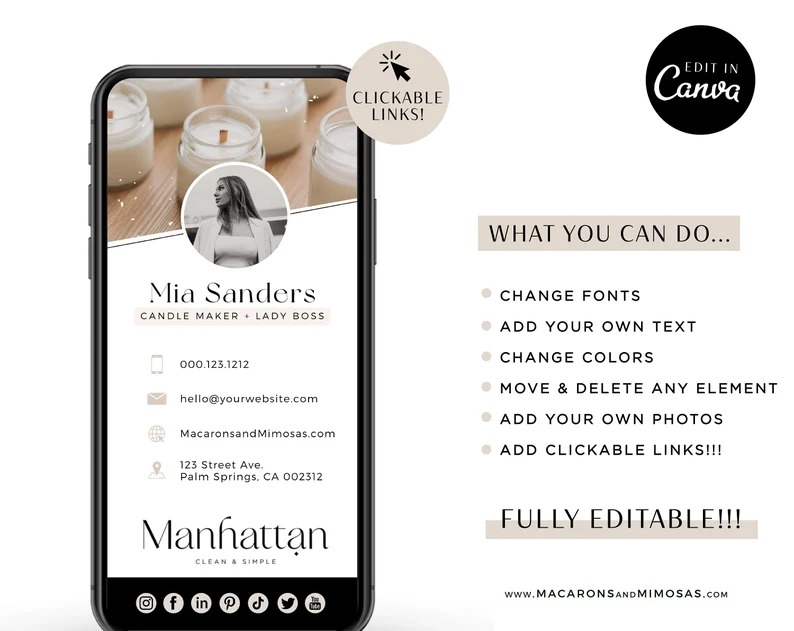 CLICKABLE
LINKS!
EDIT IN
Canva
Mia Sanders
CANDLE MAKER + LADY BOSS
000.123.1212
hello@yourwebsite.com
MacaronsandMimosas.com
123 Street Ave.
Palm Springs, CA 002312
Manhattan
CLEAN & SIMPLE
You
Tube
WHAT YOU CAN DO...
CHANGE FONTS
ADD YOUR OWN TEXT
CHANGE COLORS
MOVE & DELETE ANY ELEMENT
ADD YOUR OWN PHOTOS
ADD CLICKABLE LINKS!!!
FULLY EDITABLE!!!
www.MacaronsandMimosas.com